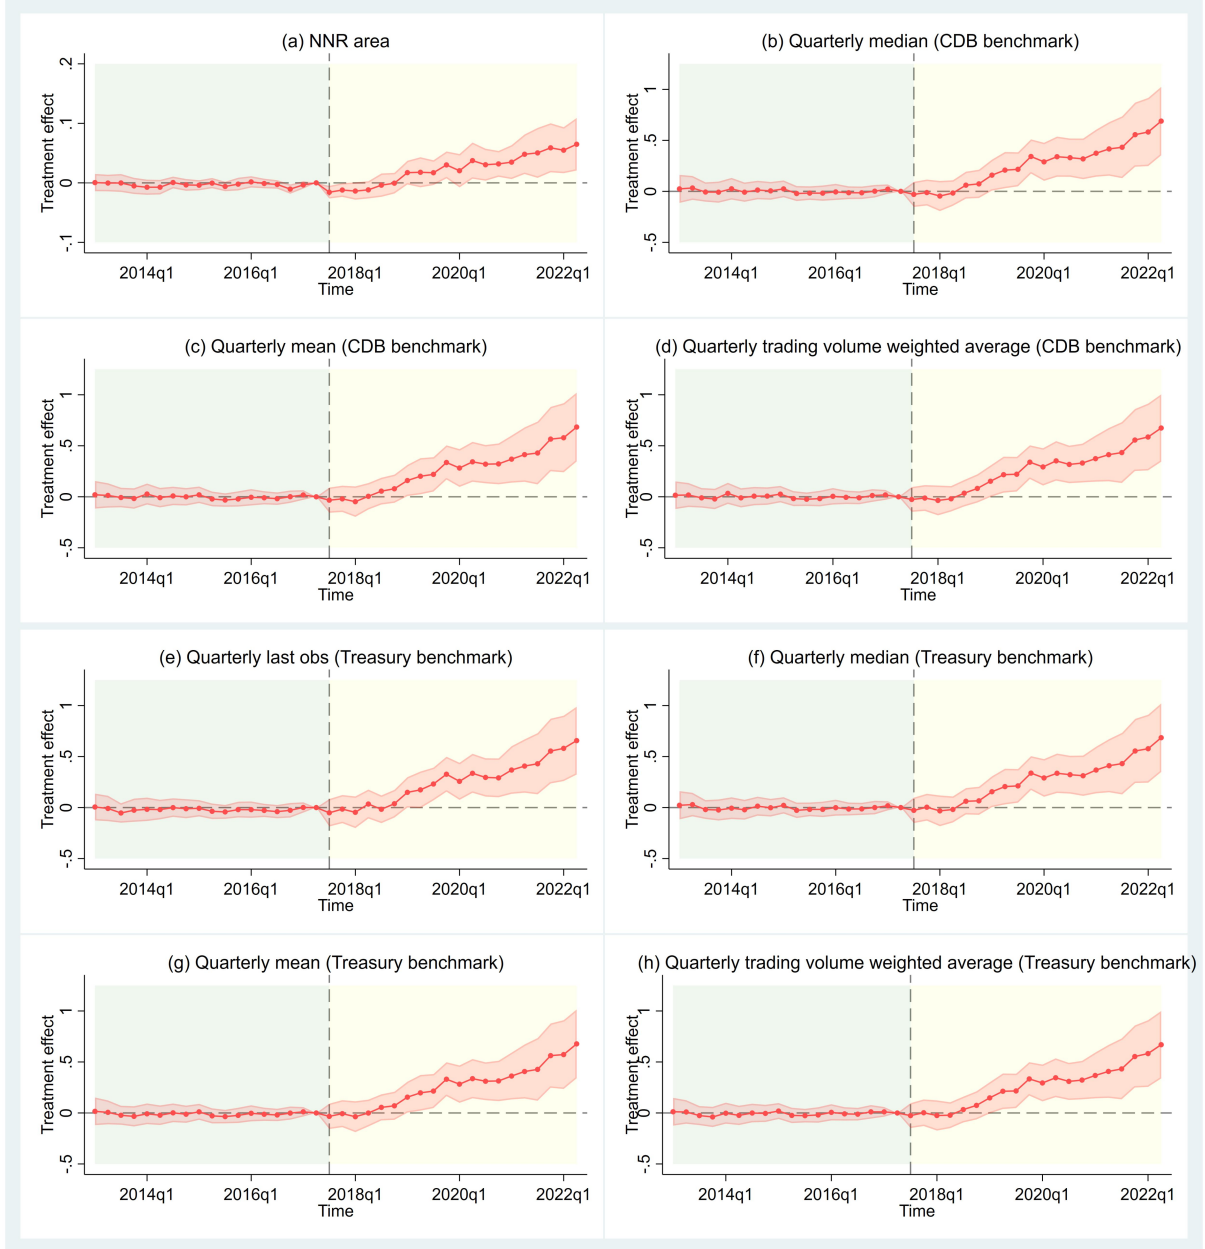 (a) NNR area
Treatment effect
.2
.1
0
-.1
2014q1 2016q1 2018q1 2020q1 2022q1
Time
(b) Quarterly median (CDB benchmark)
Treatment effect
1
.5
0
-.5
2014q1 2016q1 2018q1 2020q1 2022q1
Time
(c) Quarterly mean (CDB benchmark)
Treatment effect
1
.5
0
-.5
2014q1 2016q1 2018q1 2020q1 2022q1
Time
(d) Quarterly trading volume weighted average (CDB benchmark)
Treatment effect
1
.5
0
-.5
2014q1 2016q1 2018q1 2020q1 2022q1
Time
(e) Quarterly last obs (Treasury benchmark)
Treatment effect
1
.5
0
-.5
2014q1 2016q1 2018q1 2020q1 2022q1
Time
(f) Quarterly median (Treasury benchmark)
Treatment effect
1
.5
0
-.5
2014q1 2016q1 2018q1 2020q1 2022q1
Time
(g) Quarterly mean (Treasury benchmark)
Treatment effect
1
.5
0
-.5
2014q1 2016q1 2018q1 2020q1 2022q1
Time
(h) Quarterly trading volume weighted average (Treasury benchmark)
Treatment effect
1
.5
0
-.5
2014q1 2016q1 2018q1 2020q1 2022q1
Time